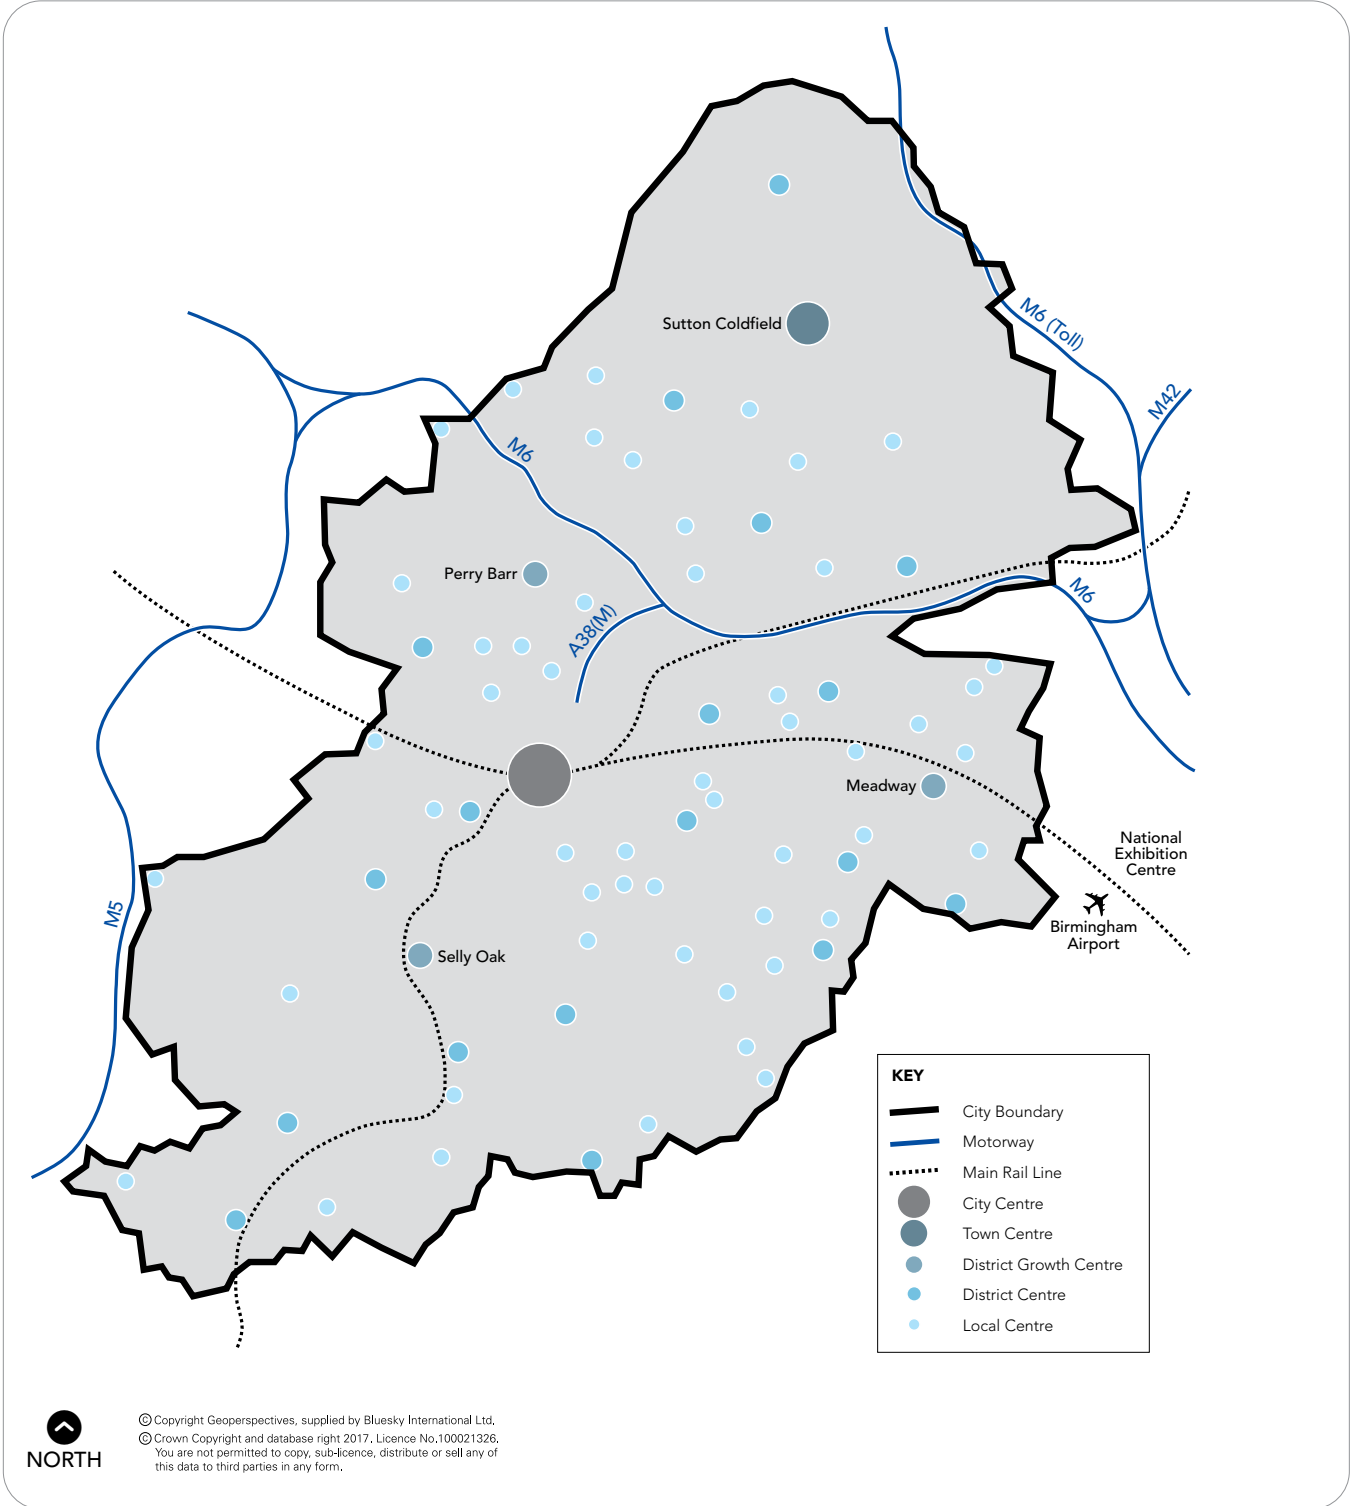 Sutton Coldfield
M6 (Toll)
M42
M6
Perry Barr
A38(M)
M6
Meadway
National
Exhibition
Centre
M5
Birmingham
Airport
Selly Oak
KEY
City Boundary
Motorway
Main Rail Line
City Centre
Town Centre
District Growth Centre
District Centre
Local Centre
NORTH
© Copyright Geoperspectives, supplied by Bluesky International Ltd.
© Crown Copyright and database right 2017. Licence No.100021326.
You are not permitted to copy, sub-licence, distribute or sell any of
this data to third parties in any form.